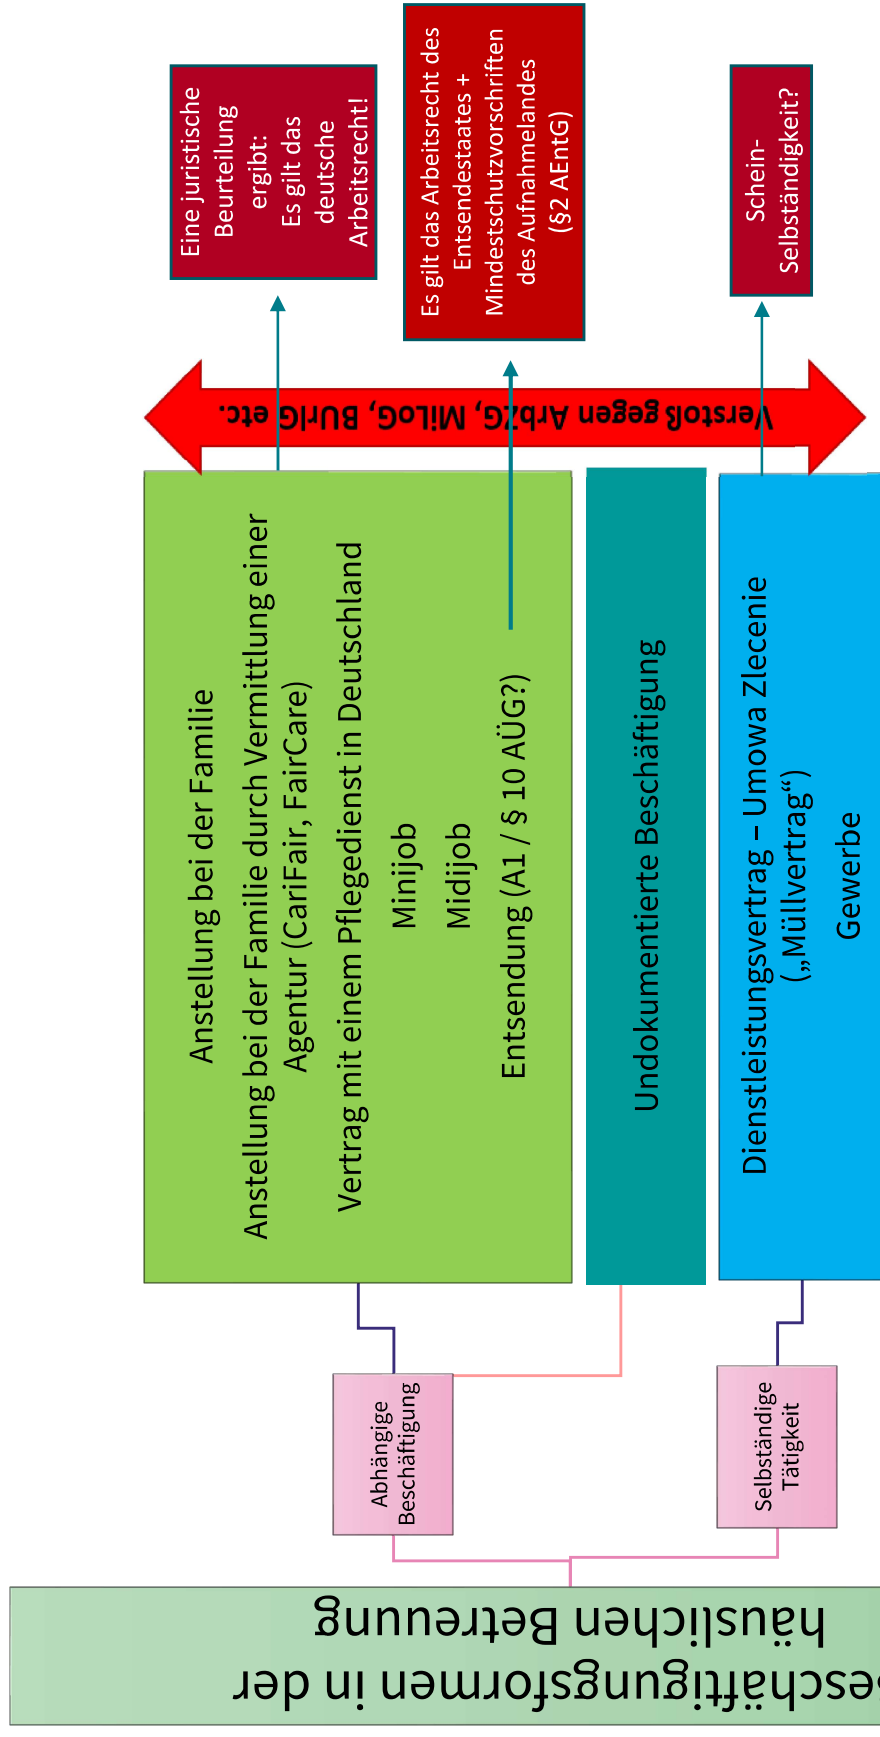 Beschäftigungsformen in der
häuslichen Betreuung
Abhängige
Beschäftigung
Selbständige
Tätigkeit
Anstellung bei der Familie
Anstellung bei der Familie durch Vermittlung einer
Agentur (CariFair, FairCare)
Vertrag mit einem Pflegedienst in Deutschland
Minijob
Midijob
Entsendung (A1 / § 10 AÜG?)
Undokumentierte Beschäftigung
Dienstleistungsvertrag – Umowa Zlecenie
(„Müllvertrag“)
Gewerbe
Verstoß gegen ArbZG, MiLoG, BUrlG etc.
Eine juristische
Beurteilung
ergibt:
Es gilt das
deutsche
Arbeitsrecht!
Es gilt das Arbeitsrecht des
Entsendestaates +
Mindestschutzvorschriften
des Aufnahmelandes
(§2 AEntG)
Schein-
Selbständigkeit?